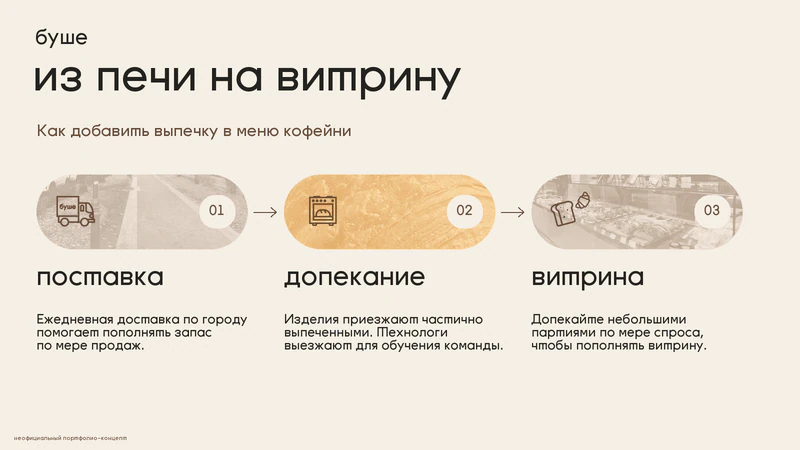 буше
из печи на витрину
Как добавить выпечку в меню кофейни
буше
01
02
03
поставка
допекание
витрина
Ежедневная доставка по городу
помогает пополнять запас
по мере продаж.
Изделия приезжают частично
выпеченными. Технологи
выезжают для обучения команды.
Допекайте небольшими
партиями по мере спроса,
чтобы пополнять витрину.
неофициальный портфолио-концепт